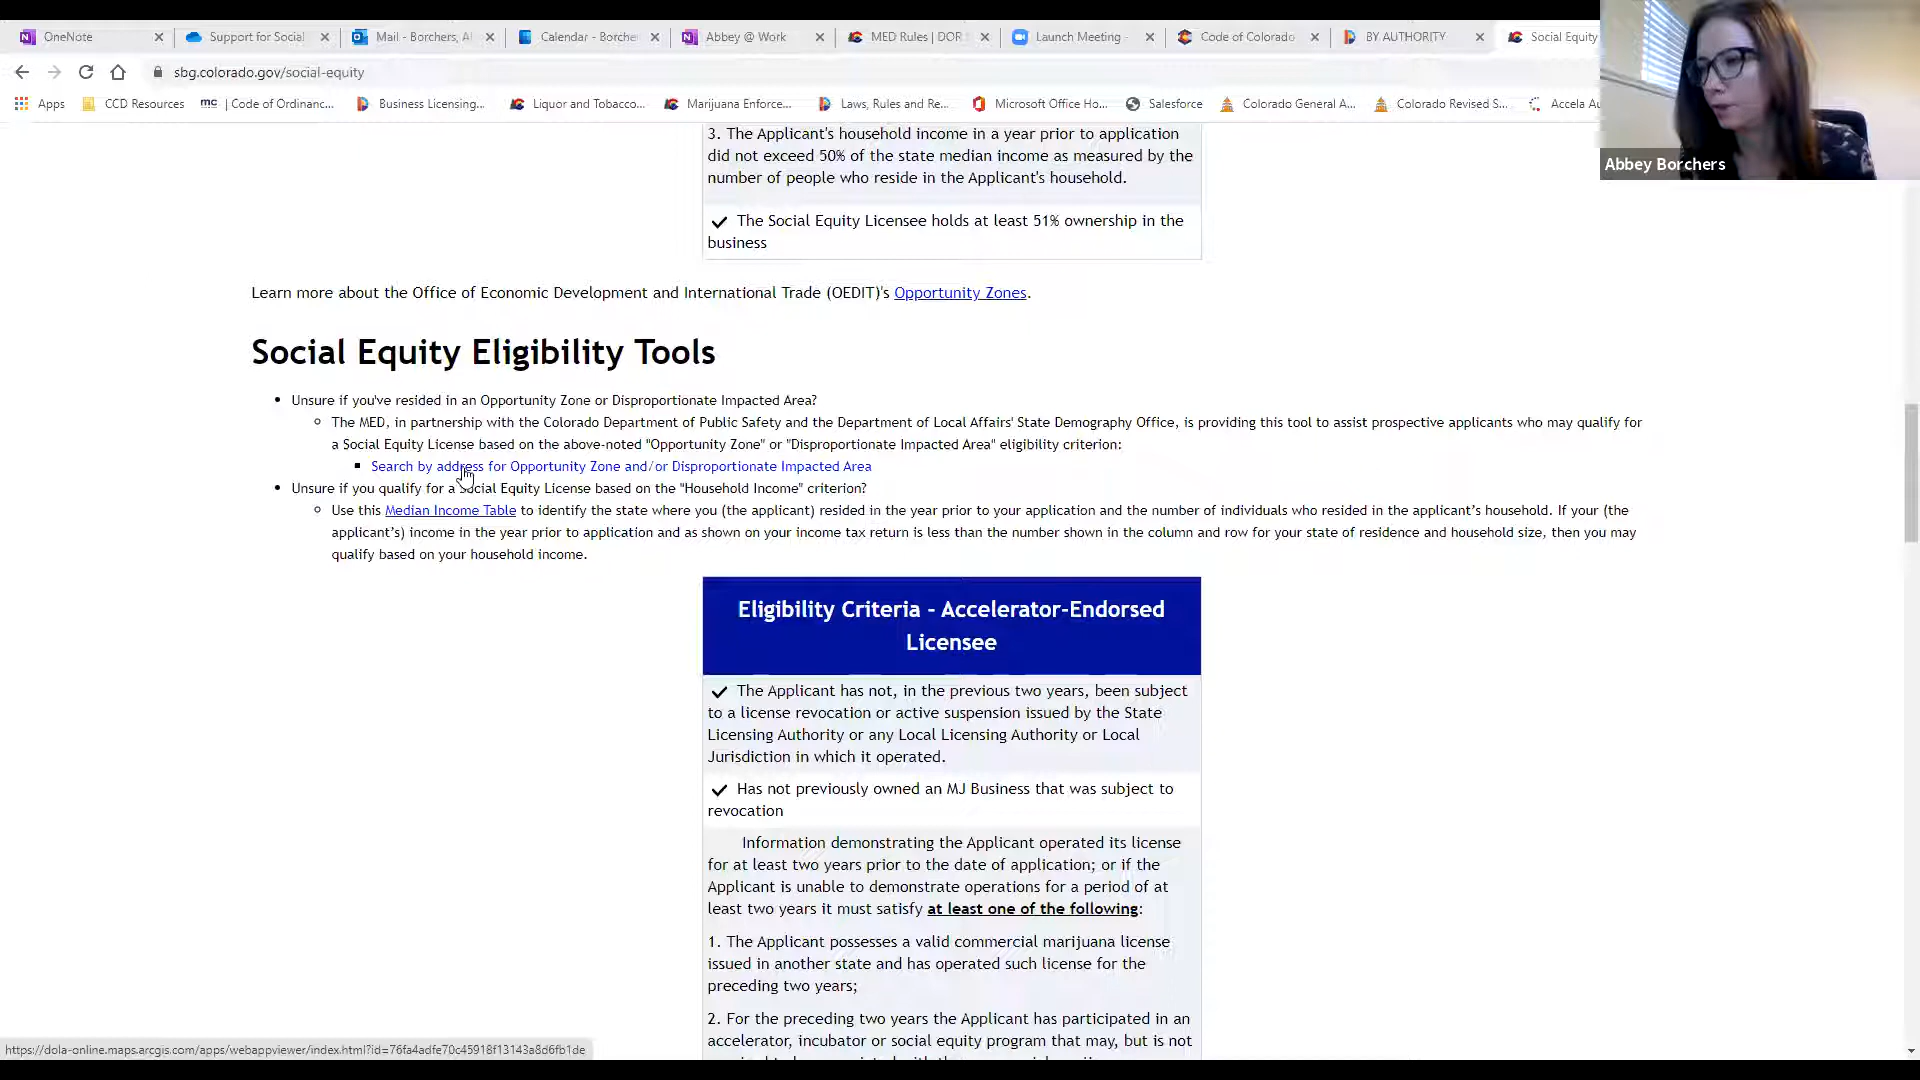 OneNote
Support for Social
Mail - Borchers, A
Calendar - Borche
Abbey @ Work
MED Rules | DOR
Launch Meeting -
Code of Colorado
BY AUTHORITY
Social Equity
sbg.colorado.gov/social-equity
Apps
CCD Resources
mc | Code of Ordinanc...
Business Licensing...
Liquor and Tobacco...
Marijuana Enforce...
Laws, Rules and Re...
Microsoft Office Ho...
Salesforce
Colorado General A...
Colorado Revised S...
Accela Au
Abbey Borchers
3. The Applicant's household income in a year prior to application
did not exceed 50% of the state median income as measured by the
number of people who reside in the Applicant's household.
The Social Equity Licensee holds at least 51% ownership in the
business
Learn more about the Office of Economic Development and International Trade (OEDIT)'s Opportunity Zones.
Social Equity Eligibility Tools
Unsure if you've resided in an Opportunity Zone or Disproportionate Impacted Area?
The MED, in partnership with the Colorado Department of Public Safety and the Department of Local Affairs' State Demography Office, is providing this tool to assist prospective applicants who may qualify for
a Social Equity License based on the above-noted "Opportunity Zone" or "Disproportionate Impacted Area" eligibility criterion:
Search by address for Opportunity Zone and/or Disproportionate Impacted Area
Unsure if you qualify for a Social Equity License based on the "Household Income" criterion?
Use this Median Income Table to identify the state where you (the applicant) resided in the year prior to your application and the number of individuals who resided in the applicant's household. If your (the
applicant's) income in the year prior to application and as shown on your income tax return is less than the number shown in the column and row for your state of residence and household size, then you may
qualify based on your household income.
Eligibility Criteria - Accelerator-Endorsed
Licensee
The Applicant has not, in the previous two years, been subject
to a license revocation or active suspension issued by the State
Licensing Authority or any Local Licensing Authority or Local
Jurisdiction in which it operated.
Has not previously owned an MJ Business that was subject to
revocation
Information demonstrating the Applicant operated its license
for at least two years prior to the date of application; or if the
Applicant is unable to demonstrate operations for a period of at
least two years it must satisfy at least one of the following:
1. The Applicant possesses a valid commercial marijuana license
issued in another state and has operated such license for the
preceding two years;
2. For the preceding two years the Applicant has participated in an
accelerator, incubator or social equity program that may, but is not
https://dola-online.maps.arcgis.com/apps/webappviewer/index.html?id=76fa4adfe70c45918f13143a8d6fb1de